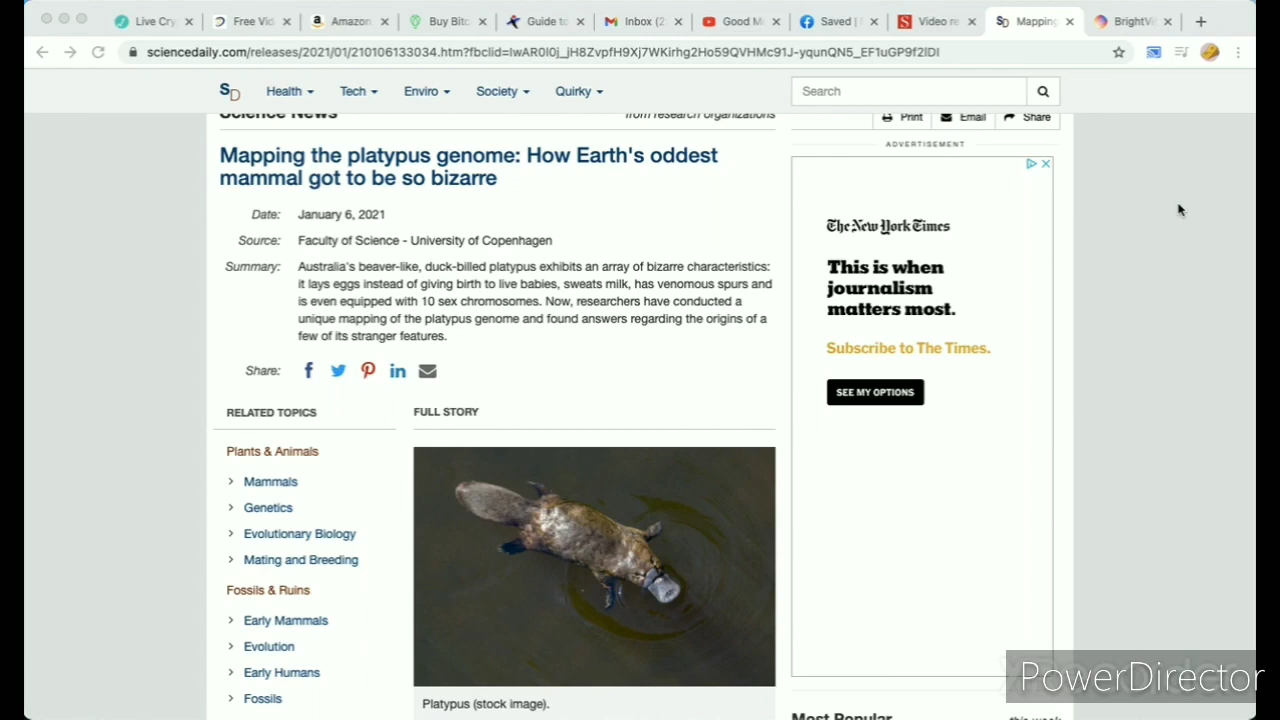 Live Cry
Free Vid
Amazon
Buy Bitc
Guide to
Inbox (2
Good M
Saved |
Video re
Mapping
BrightVi
sciencedaily.com/releases/2021/01/210106133034.htm?fbclid=IwAR0I0j_jH8ZvpfH9Xj7WKirhg2Ho59QVHMc91J-yqunQN5_EF1uGP9f2lDI
SD
Health
Tech
Enviro
Society
Quirky
Search
Science News
from research organizations
Print
Email
Share
ADVERTISEMENT
Mapping the platypus genome: How Earth's oddest
mammal got to be so bizarre
Date: January 6, 2021
Source: Faculty of Science - University of Copenhagen
Summary: Australia's beaver-like, duck-billed platypus exhibits an array of bizarre characteristics:
it lays eggs instead of giving birth to live babies, sweats milk, has venomous spurs and
is even equipped with 10 sex chromosomes. Now, researchers have conducted a
unique mapping of the platypus genome and found answers regarding the origins of a
few of its stranger features.
Share:
The New York Times
This is when
journalism
matters most.
Subscribe to The Times.
SEE MY OPTIONS
RELATED TOPICS
Plants & Animals
Mammals
Genetics
Evolutionary Biology
Mating and Breeding
Fossils & Ruins
Early Mammals
Evolution
Early Humans
Fossils
FULL STORY
Platypus (stock image).
Most Popular
this week
PowerDirector